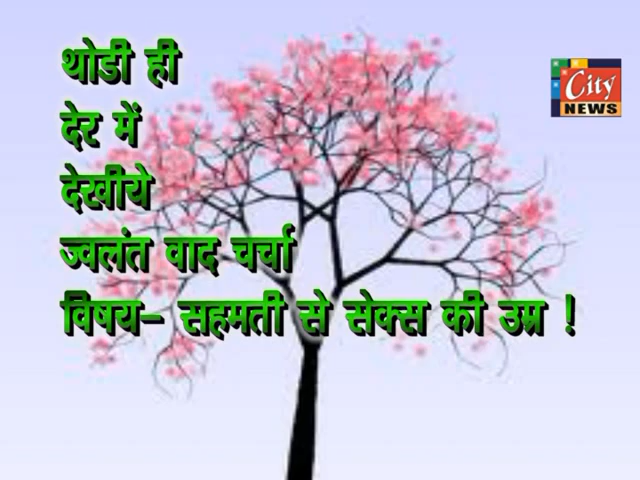 थोडी ही
देर में
देखीये
ज्वलंत वाद चर्चा
विषय- सहमती से सेक्स की उम्र !
City
NEWS